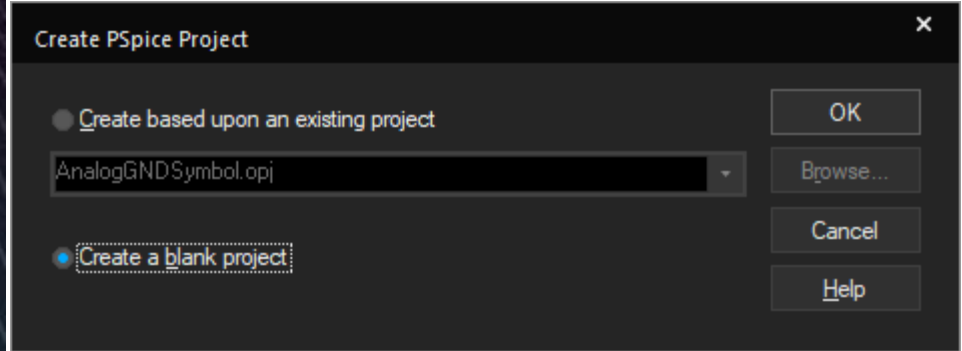 Create PSpice Project
×
Create based upon an existing project
OK
AnalogGNDSymbol.opj
Browse...
Cancel
Create a blank project
Help